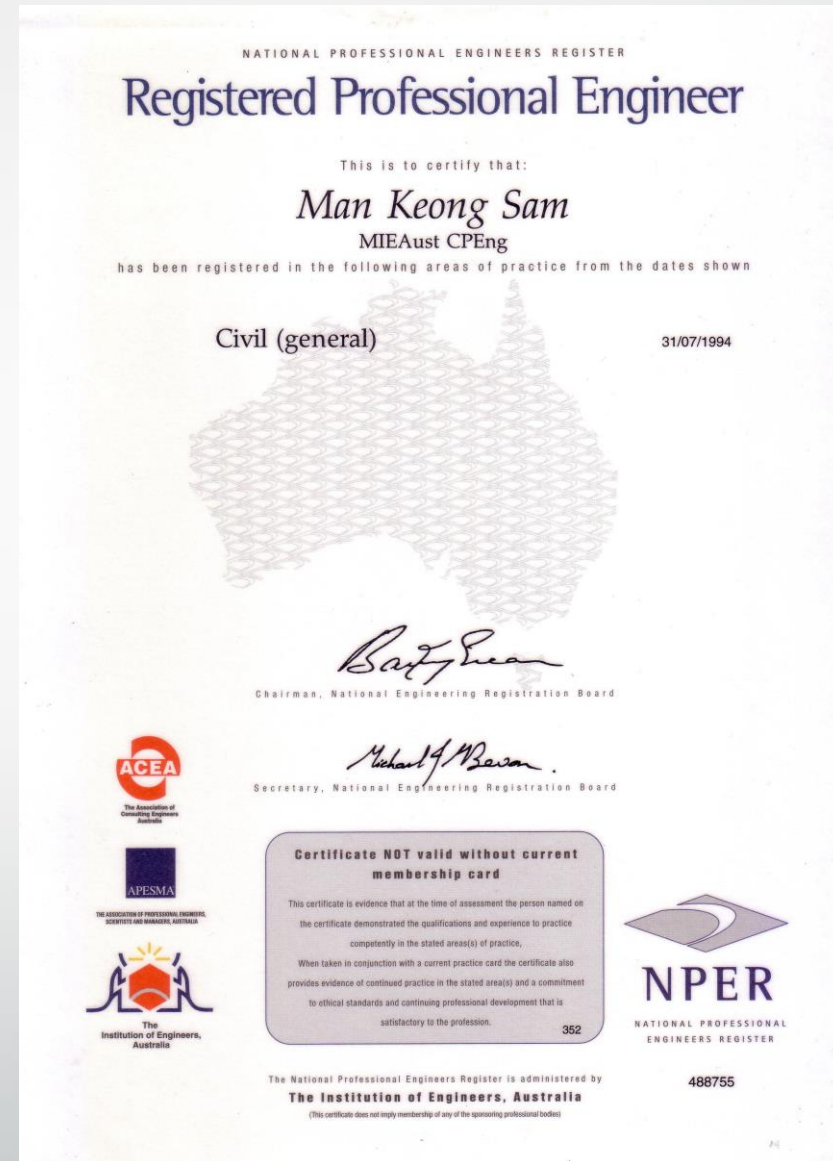 NATIONAL PROFESSIONAL ENGINEERS REGISTER
Registered Professional Engineer
This is to certify that:
Man Keong Sam
MIEAust CPEng
has been registered in the following areas of practice from the dates shown
Civil (general) 31/07/1994
Chairman, National Engineering Registration Board
Secretary, National Engineering Registration Board
ACEA
The Association of
Consulting Engineers
Australia
APESMA
THE ASSOCIATION OF PROFESSIONAL ENGINEERS,
SCIENTISTS AND MANAGERS, AUSTRALIA
The
Institution of Engineers,
Australia
Certificate NOT valid without current
membership card
This certificate is evidence that at the time of assessment the person named on
the certificate demonstrated the qualifications and experience to practice
competently in the stated areas(s) of practice,
When taken in conjunction with a current practice card the certificate also
provides evidence of continued practice in the stated area(s) and a commitment
to ethical standards and continuing professional development that is
satisfactory to the profession.
352
NPER
NATIONAL PROFESSIONAL
ENGINEERS REGISTER
488755
The National Professional Engineers Register is administered by
The Institution of Engineers, Australia
(This certificate does not imply membership of any of the sponsoring professional bodies)